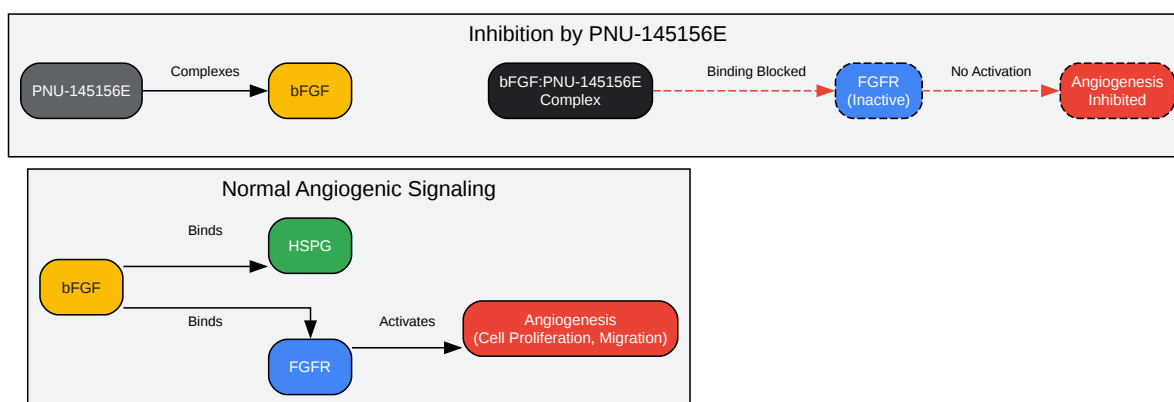 Inhibition by PNU-145156E
PNU-145156E
Complexes
bFGF
bFGF:PNU-145156E
Complex
Binding Blocked
FGFR
(Inactive)
No Activation
Angiogenesis
Inhibited
Normal Angiogenic Signaling
bFGF
Binds
HSPG
Binds
FGFR
Activates
Angiogenesis
(Cell Proliferation, Migration)